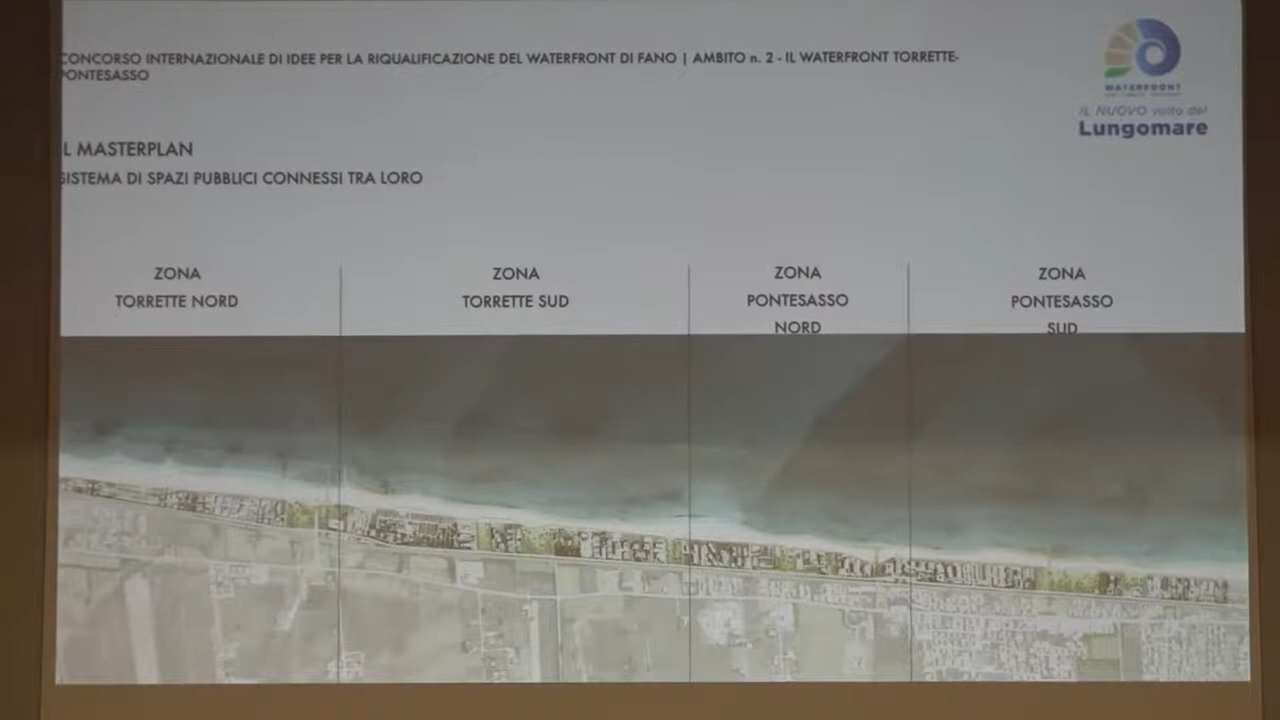 CONCORSO INTERNAZIONALE DI IDEE PER LA RIQUALIFICAZIONE DEL WATERFRONT DI FANO | AMBITO n. 2 - IL WATERFRONT TORRETTE-
PONTESASSO
WATERFRONT
IL NUOVO volto del
Lungomare
L MASTERPLAN
SISTEMA DI SPAZI PUBBLICI CONNESSI TRA LORO
ZONA
TORRETTE NORD
ZONA
TORRETTE SUD
ZONA
PONTESASSO
NORD
ZONA
PONTESASSO
SUD